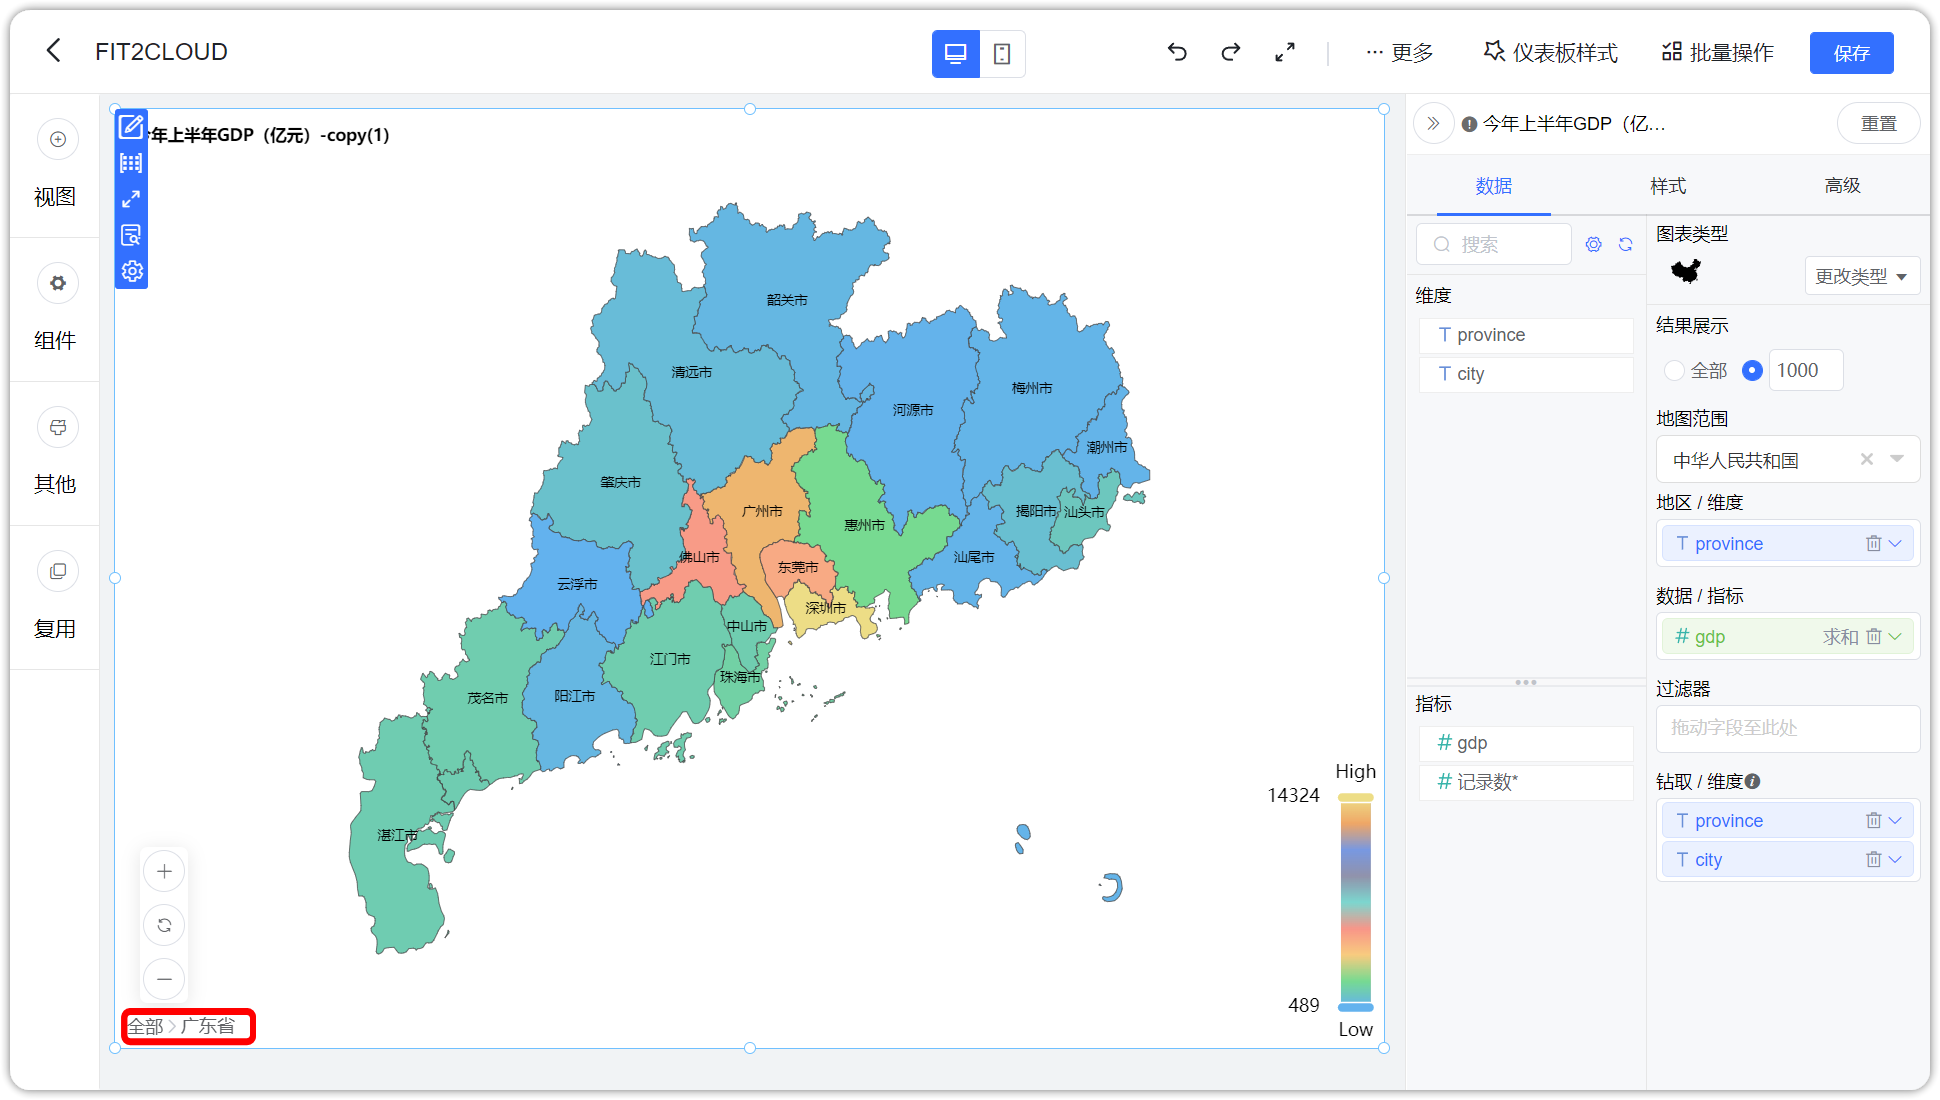 FIT2CLOUD
更多
仪表板样式
批量操作
保存
视图
组件
其他
复用
今年上半年GDP（亿元）-copy(1)
韶关市
清远市
梅州市
河源市
潮州市
肇庆市
广州市
揭阳市
汕头市
惠州市
佛山市
汕尾市
东莞市
云浮市
深圳市
中山市
江门市
珠海市
茂名市
阳江市
湛江市
High
14324
489
Low
全部
广东省
今年上半年GDP（亿...
重置
数据
样式
高级
搜索
维度
province
city
指标
gdp
记录数*
图表类型
更改类型
结果展示
全部
1000
地图范围
中华人民共和国
地区 / 维度
province
数据 / 指标
gdp
求和
过滤器
拖动字段至此处
钻取 / 维度
province
city